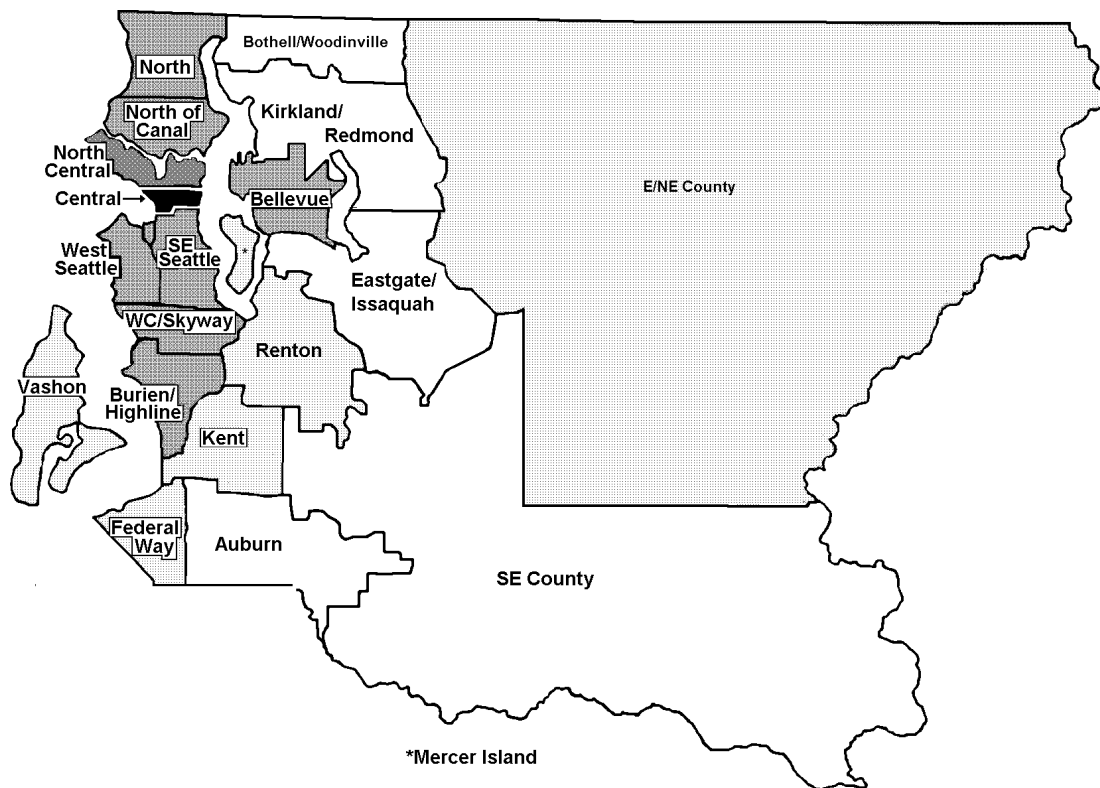 Bothell/Woodinville
North
North of
Canal
Kirkland/
Redmond
North
Central
Central
Bellevue
E/NE County
West
Seattle
SE
Seattle
*
Eastgate/
Issaquah
WC/Skyway
Renton
Vashon
Burien/
Highline
Kent
Federal
Way
Auburn
SE County
*Mercer Island